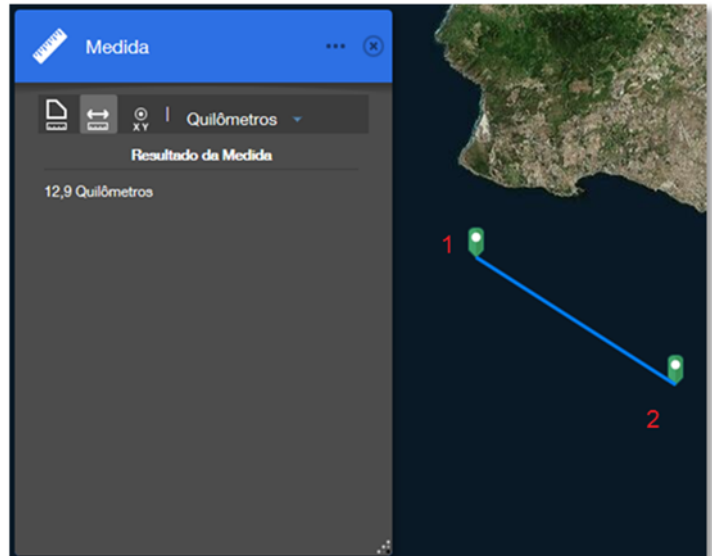 Medida
X Y
Quilômetros
Resultado da Medida
12,9 Quilômetros
1
2